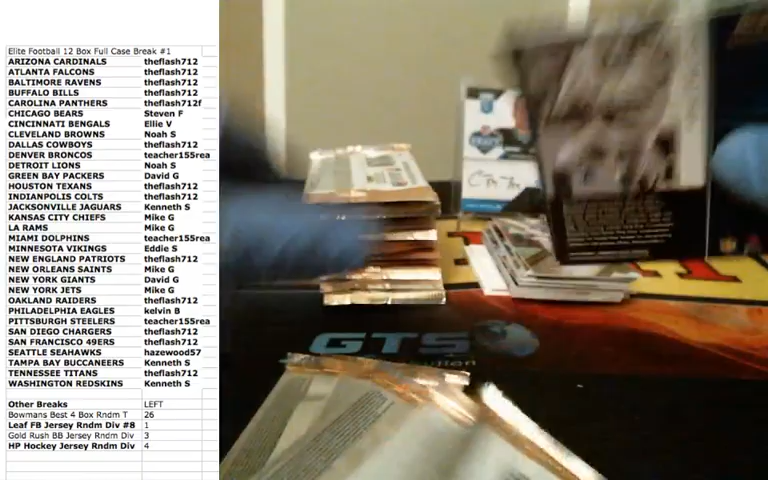 Elite Football 12 Box Full Case Break #1
ARIZONA CARDINALS theflash712
ATLANTA FALCONS theflash712
BALTIMORE RAVENS theflash712
BUFFALO BILLS theflash712
CAROLINA PANTHERS theflash712f
CHICAGO BEARS Steven F
CINCINNATI BENGALS Ellie V
CLEVELAND BROWNS Noah S
DALLAS COWBOYS theflash712
DENVER BRONCOS teacher155rea
DETROIT LIONS Noah S
GREEN BAY PACKERS David G
HOUSTON TEXANS theflash712
INDIANPOLIS COLTS theflash712
JACKSONVILLE JAGUARS Kenneth S
KANSAS CITY CHIEFS Mike G
LA RAMS Mike G
MIAMI DOLPHINS teacher155rea
MINNESOTA VIKINGS Eddie S
NEW ENGLAND PATRIOTS theflash712
NEW ORLEANS SAINTS Mike G
NEW YORK GIANTS David G
NEW YORK JETS Mike G
OAKLAND RAIDERS theflash712
PHILADELPHIA EAGLES kelvin B
PITTSBURGH STEELERS teacher155rea
SAN DIEGO CHARGERS theflash712
SAN FRANCISCO 49ERS theflash712
SEATTLE SEAHAWKS hazewood57
TAMPA BAY BUCCANEERS Kenneth S
TENNESSEE TITANS theflash712
WASHINGTON REDSKINS Kenneth S
Other Breaks LEFT
Bowmans Best 4 Box Rndm T 26
Leaf FB Jersey Rndm Div #8 1
Gold Rush BB Jersey Rndm Div 3
HP Hockey Jersey Rndm Div 4
GTS